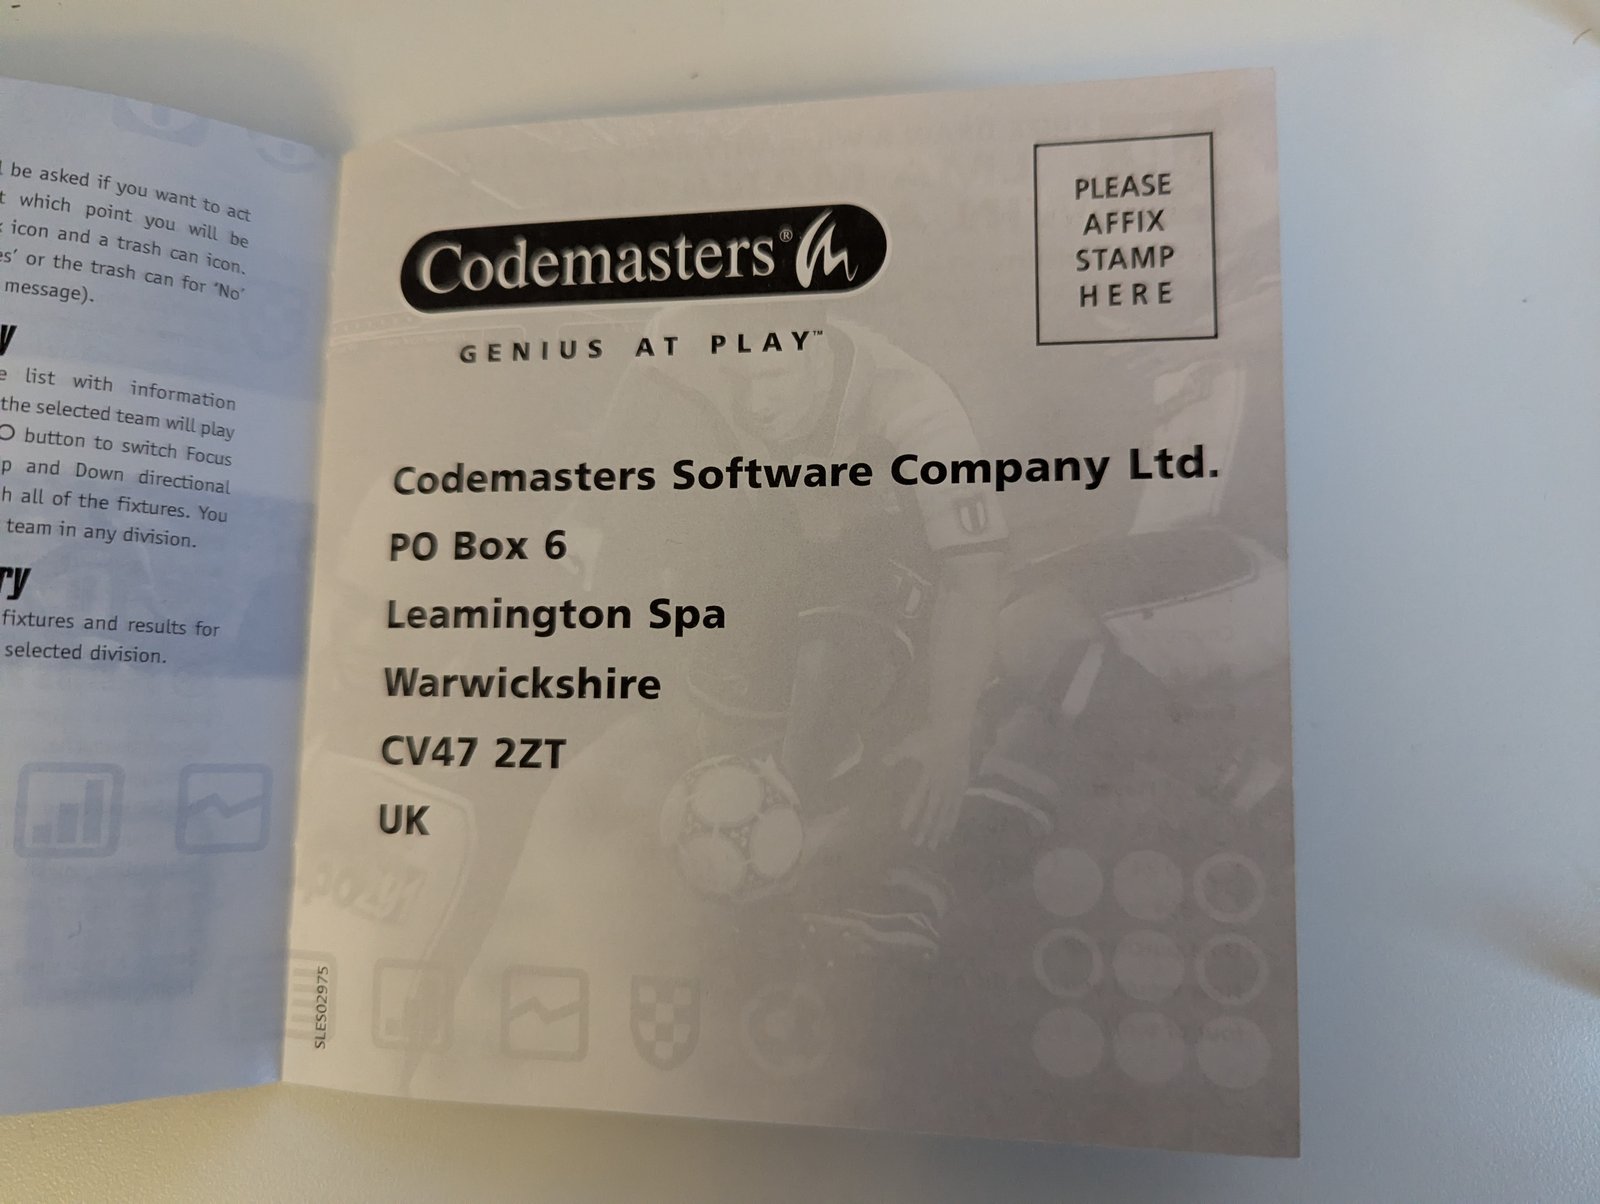 be asked if you want to act
which point you will be
icon and a trash can icon.
or the trash can for ‘No’
message).
list with information
the selected team will play
button to switch Focus
and Down directional
all of the fixtures. You
team in any division.
fixtures and results for
selected division.
Codemasters®
GENIUS AT PLAY™
PLEASE
AFFIX
STAMP
HERE
Codemasters Software Company Ltd.
PO Box 6
Leamington Spa
Warwickshire
CV47 2ZT
UK
SLES02975